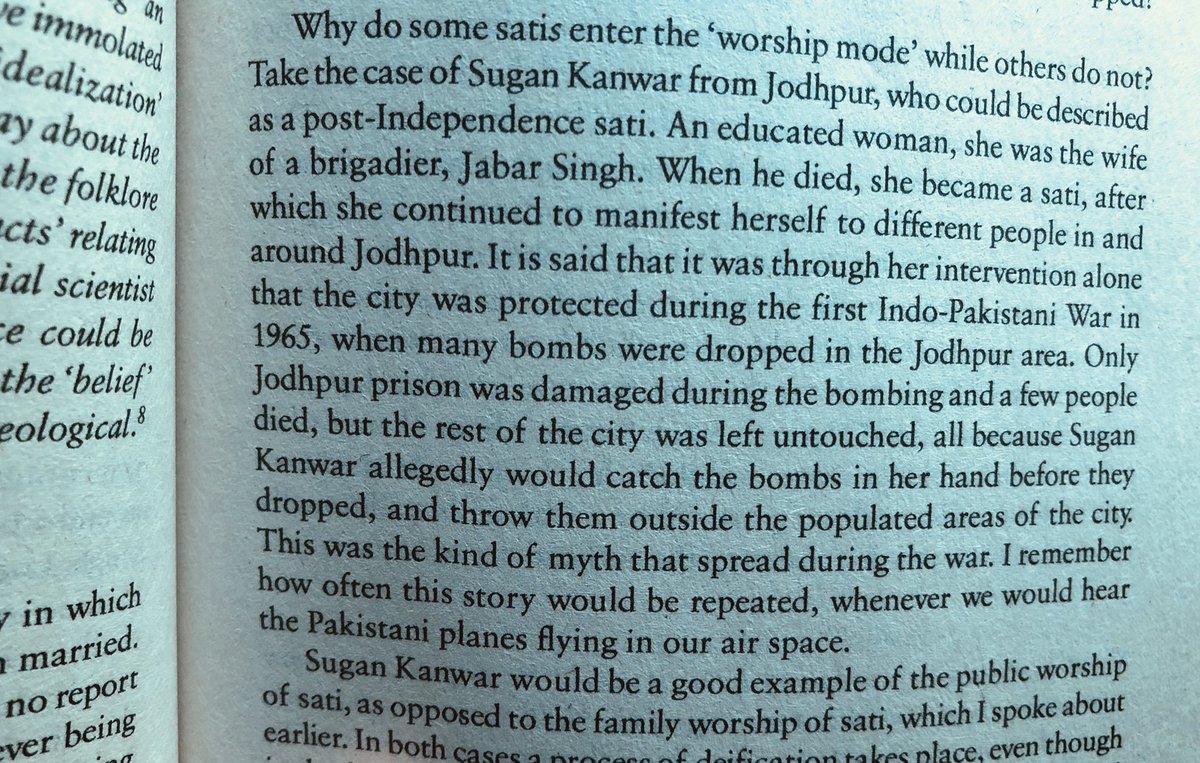 an
ve immolated
dealization'
ay about the
the folklore
acts' relating
ial scientist
ce could be
the 'belief'
eological.8
y in which
married.
no report
ever being
Why do some satis enter the 'worship mode' while others do not?
Take the case of Sugan Kanwar from Jodhpur, who could be described
as a post-Independence sati. An educated woman, she was the wife
of a brigadier, Jabar Singh. When he died, she became a sati, after
which she continued to manifest herself to different people in and
around Jodhpur. It is said that it was through her intervention alone
that the city was protected during the first Indo-Pakistani War in
1965, when many bombs were dropped in the Jodhpur area. Only
Jodhpur prison was damaged during the bombing and a few people
died, but the rest of the city was left untouched, all because Sugan
Kanwar allegedly would catch the bombs in her hand before they
dropped, and throw them outside the populated areas of the city.
This was the kind of myth that spread during the war. I remember
how often this story would be repeated, whenever we would hear
the Pakistani planes flying in our air space.
Sugan Kanwar would be a good example of the public worship
of sati, as opposed to the family worship of sati, which I spoke about
earlier. In both cases a process of deification takes place, even though